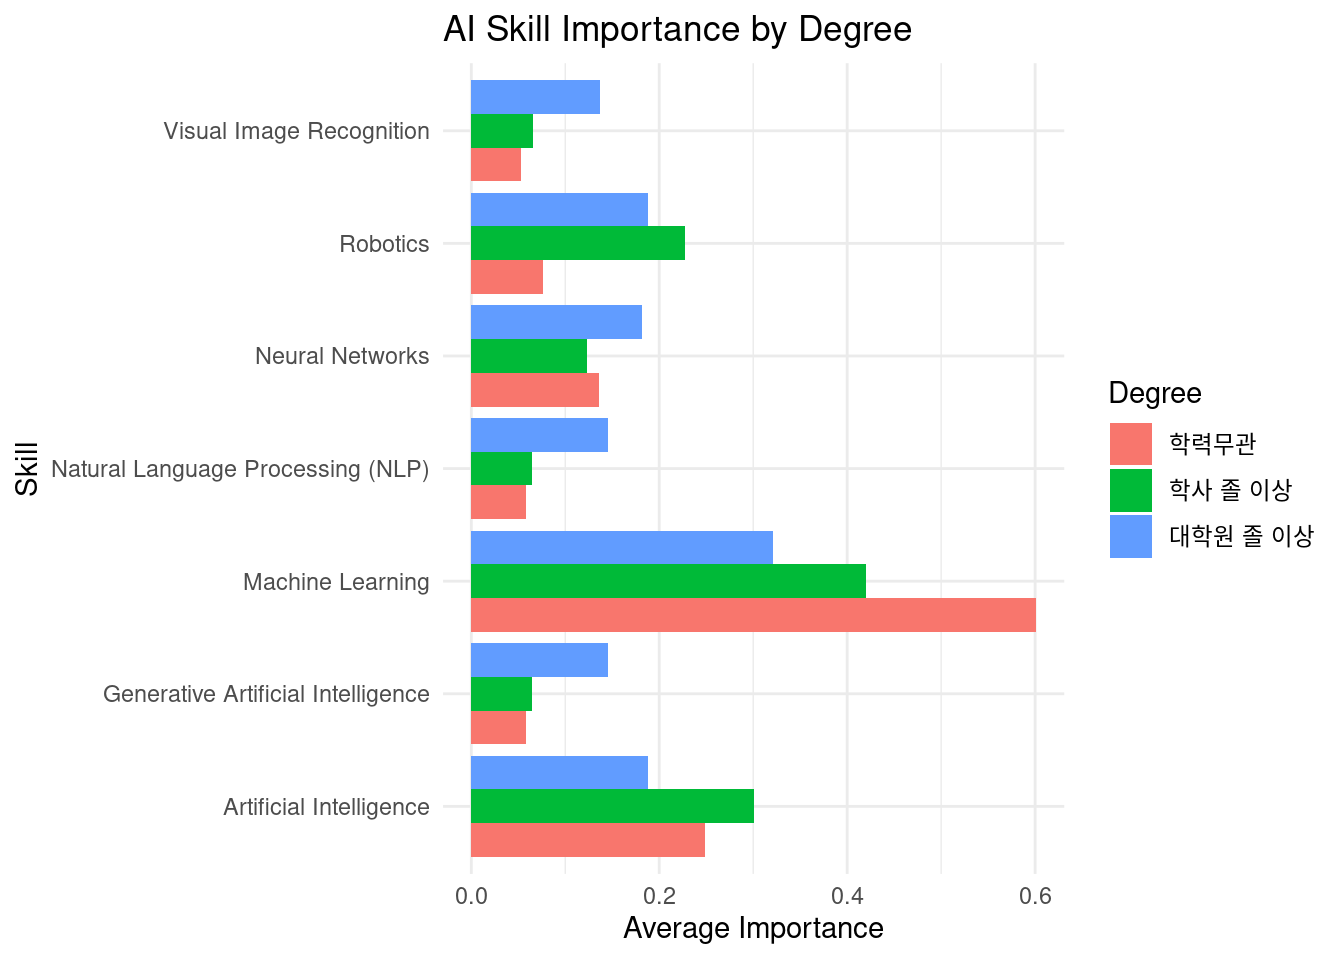 AI Skill Importance by Degree
Visual Image Recognition
Robotics
Neural Networks
Natural Language Processing (NLP)
Machine Learning
Generative Artificial Intelligence
Artificial Intelligence
Skill
0.0 0.2 0.4 0.6
Average Importance
Degree
학력무관
학사 졸 이상
대학원 졸 이상